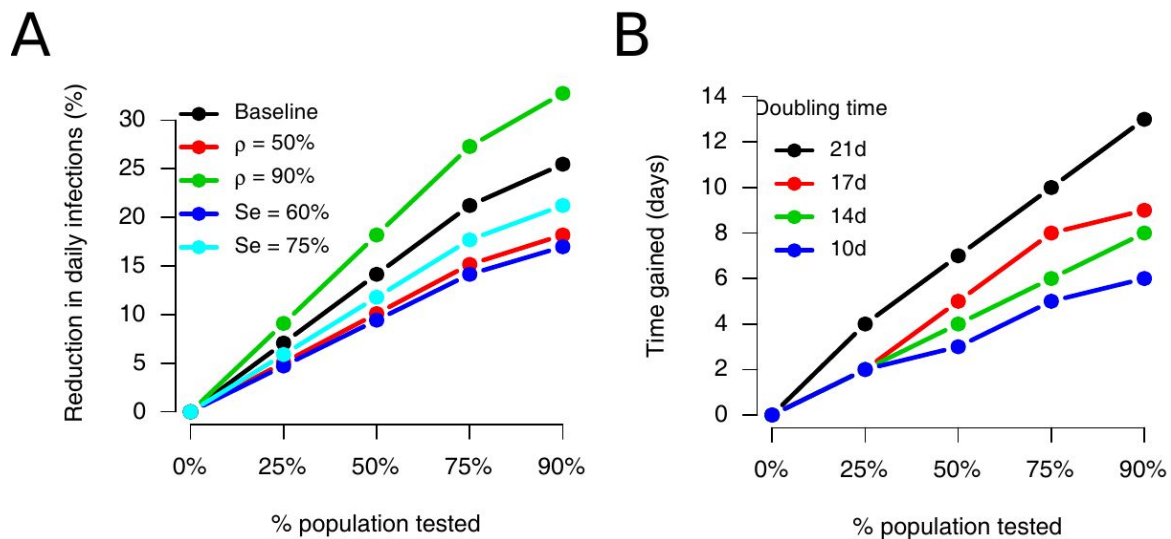 A
Reduction in daily infections (%)
30
25
20
15
10
5
0
Baseline
ρ = 50%
ρ = 90%
Se = 60%
Se = 75%
0% 25% 50% 75% 90%
% population tested
B
Time gained (days)
14
12
10
8
6
4
2
0
Doubling time
21d
17d
14d
10d
0% 25% 50% 75% 90%
% population tested